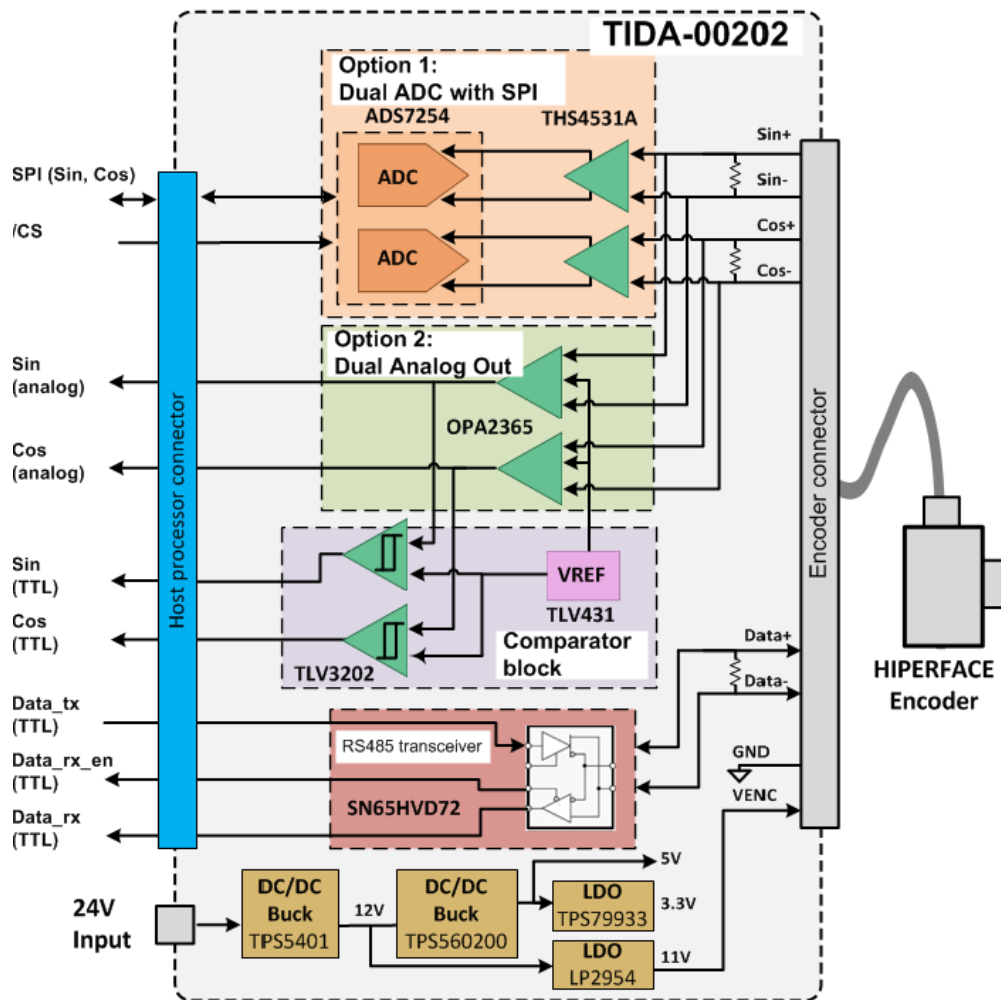 TIDA-00202
Option 1:
Dual ADC with SPI
ADS7254
THS4531A
ADC
ADC
Sin+
Sin-
Cos+
Cos-
SPI (Sin, Cos)
/CS
Option 2:
Dual Analog Out
OPA2365
Sin
(analog)
Cos
(analog)
Host processor connector
Encoder connector
VREF
TLV431
Comparator
block
TLV3202
Sin
(TTL)
Cos
(TTL)
HIPERFACE
Encoder
Data+
Data-
Data_tx
(TTL)
Data_rx_en
(TTL)
Data_rx
(TTL)
RS485 transceiver
SN65HVD72
GND
VENC
24V
Input
DC/DC
Buck
TPS5401
12V
DC/DC
Buck
TPS560200
5V
LDO
TPS79933
3.3V
LDO
LP2954
11V